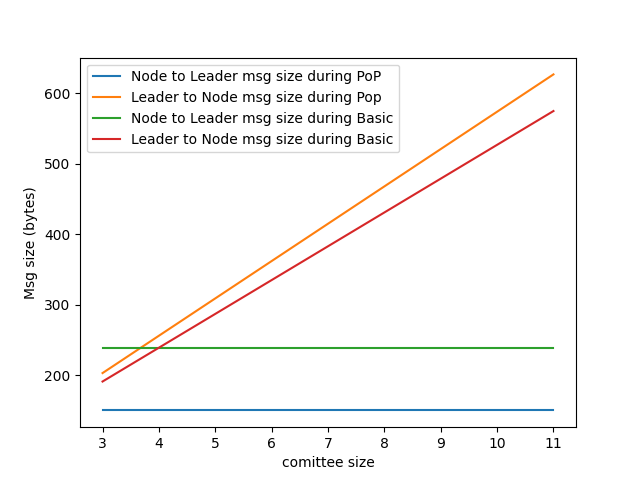 Node to Leader msg size during PoP
Leader to Node msg size during Pop
Node to Leader msg size during Basic
Leader to Node msg size during Basic
600
500
400
300
200
Msg size (bytes)
3 4 5 6 7 8 9 10 11
comittee size